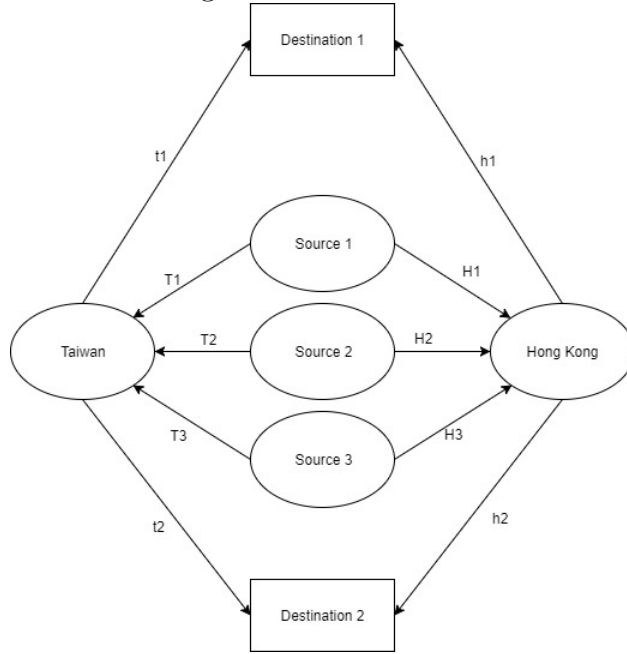 Destination 1
t1
h1
Source 1
T1
H1
Taiwan
T2
Source 2
H2
Hong Kong
T3
Source 3
H3
t2
h2
Destination 2